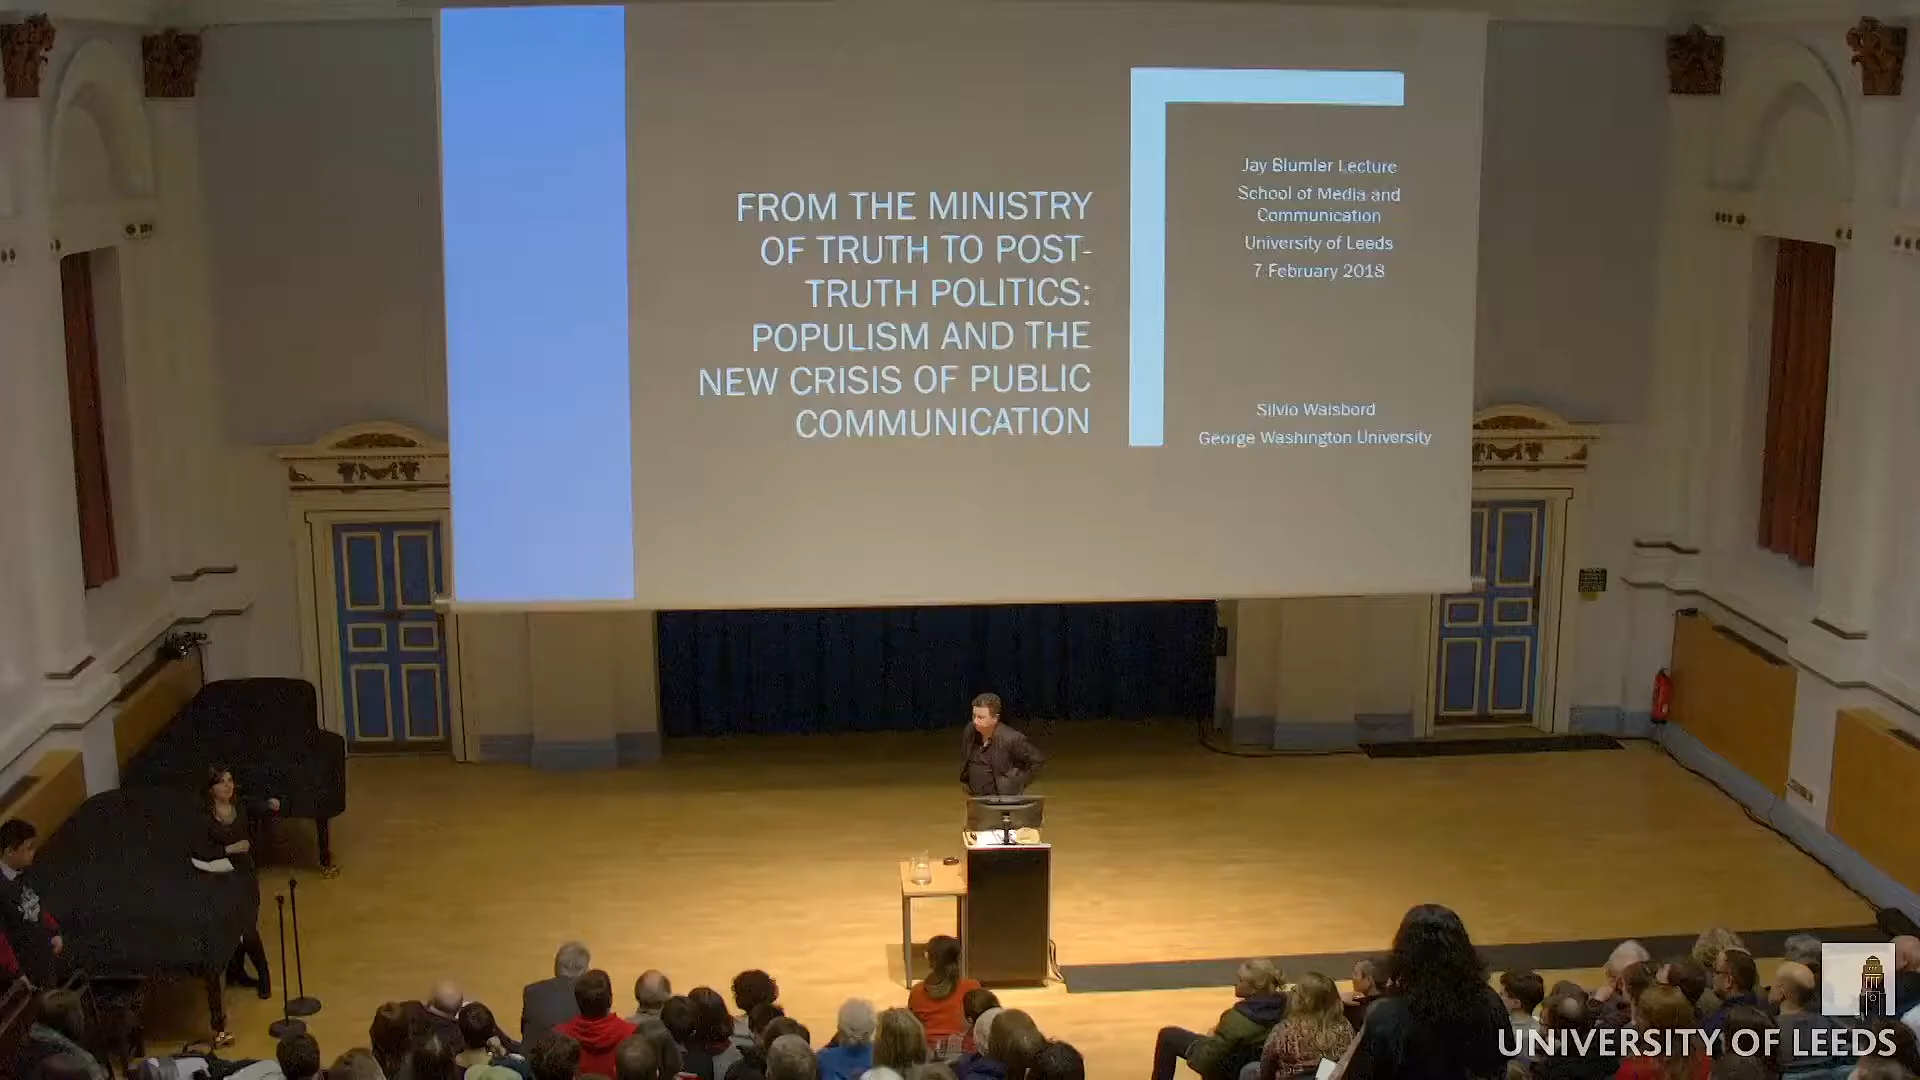 FROM THE MINISTRY
OF TRUTH TO POST-
TRUTH POLITICS:
POPULISM AND THE
NEW CRISIS OF PUBLIC
COMMUNICATION
Jay Blumler Lecture
School of Media and
Communication
University of Leeds
7 February 2018
Silvio Waisbord
George Washington University
UNIVERSITY OF LEEDS